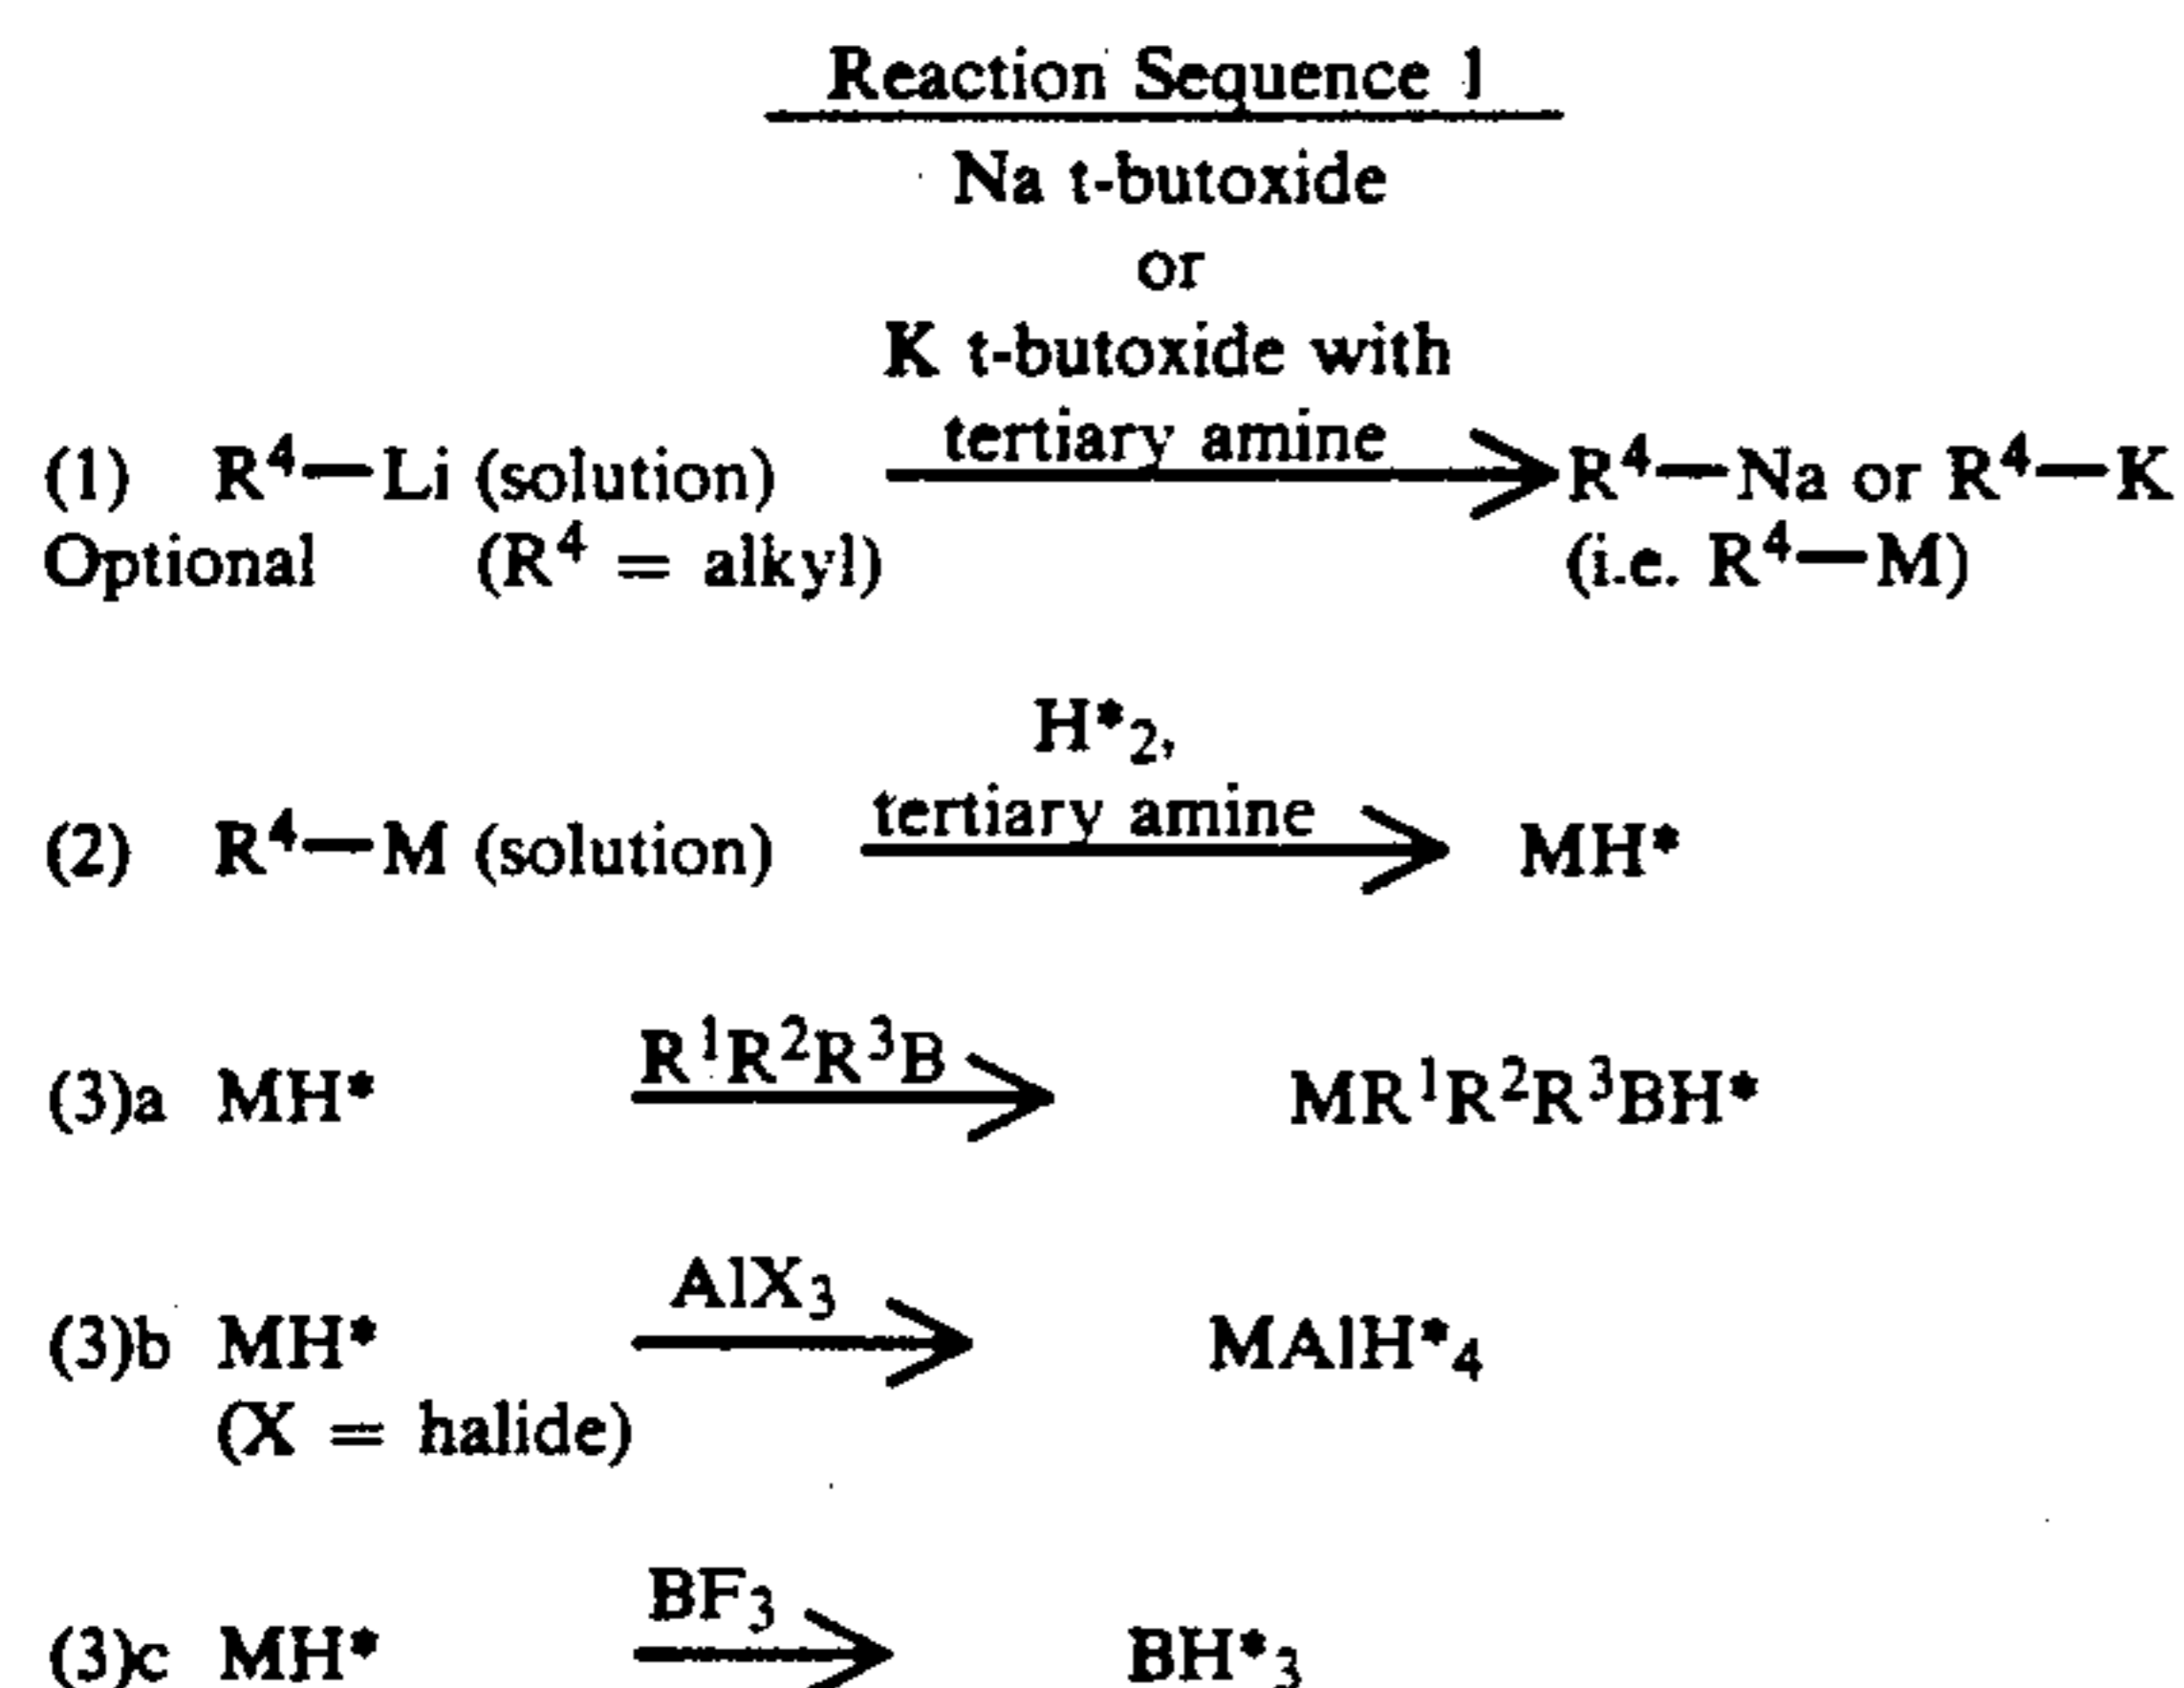 Reaction Sequence 1
Na t-butoxide
or
K t-butoxide with
tertiary amine
(1) R⁴—Li (solution) R⁴—Na or R⁴—K
Optional (R⁴ = alkyl) (i.e. R⁴—M)
H*₂,
tertiary amine
(2) R⁴—M (solution) MH*
R¹R²R³B
(3)a MH* MR¹R²R³BH*
AlX₃
(3)b MH* MAlH*₄
(X = halide)
BF₃
(3)c MH* BH*₃